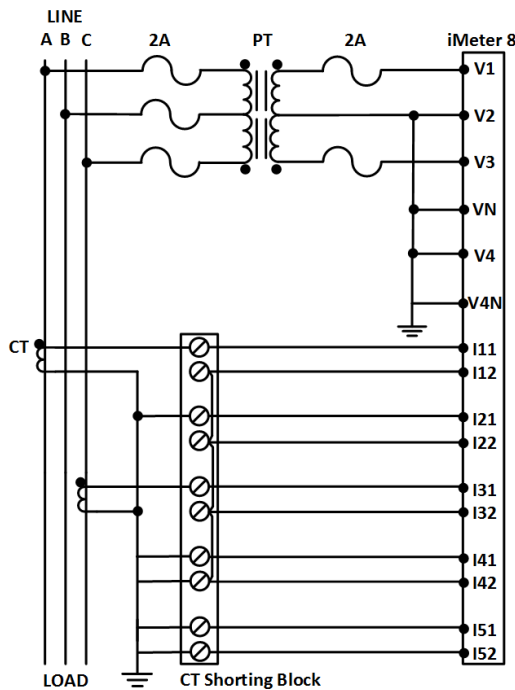 LINE
A B C 2A PT 2A iMeter 8
V1
V2
V3
VN
V4
V4N
CT
I11
I12
I21
I22
I31
I32
I41
I42
I51
I52
LOAD CT Shorting Block